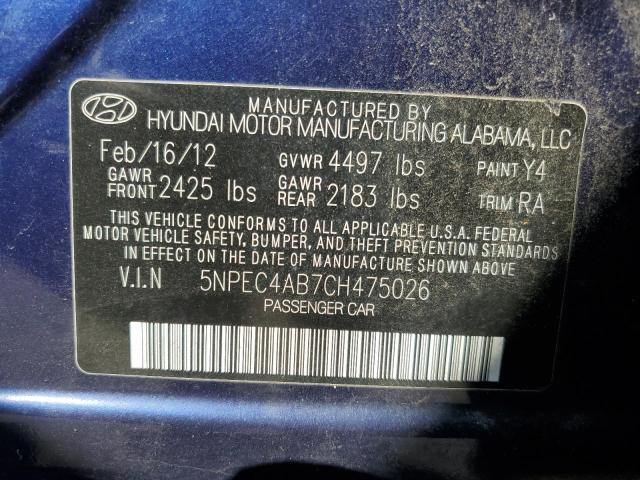 MANUFACTURED BY
HYUNDAI MOTOR MANUFACTURING ALABAMA, LLC
Feb/16/12 GVWR 4497 lbs PAINT Y4
GAWR FRONT 2425 lbs GAWR REAR 2183 lbs TRIM RA
THIS VEHICLE CONFORMS TO ALL APPLICABLE U.S.A. FEDERAL
MOTOR VEHICLE SAFETY, BUMPER, AND THEFT PREVENTION STANDARDS
IN EFFECT ON THE DATE OF MANUFACTURE SHOWN ABOVE.
V.I.N 5NPEC4AB7CH475026
PASSENGER CAR